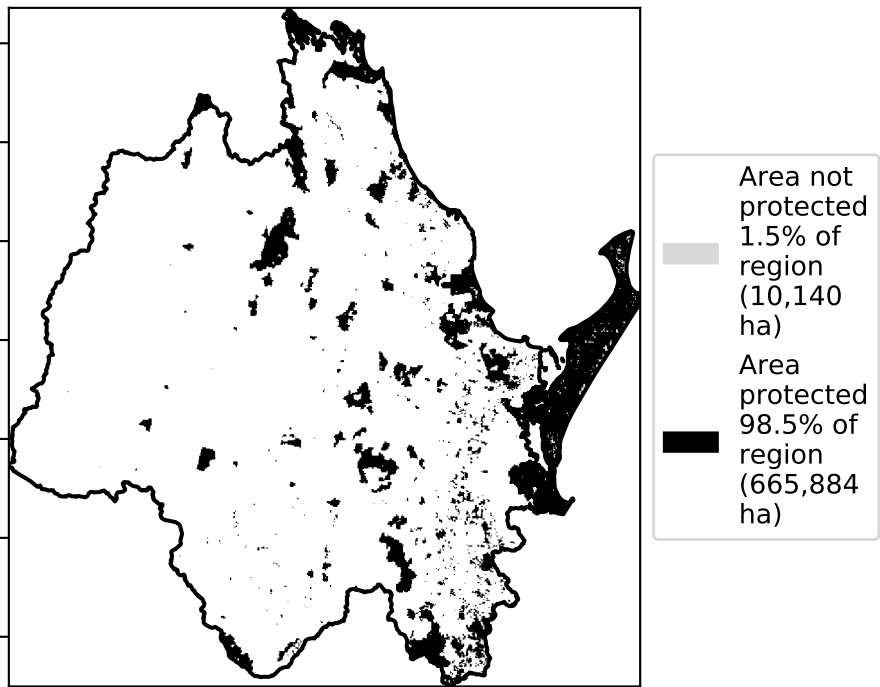 Area not
protected
1.5% of
region
(10,140
ha)
Area
protected
98.5% of
region
(665,884
ha)